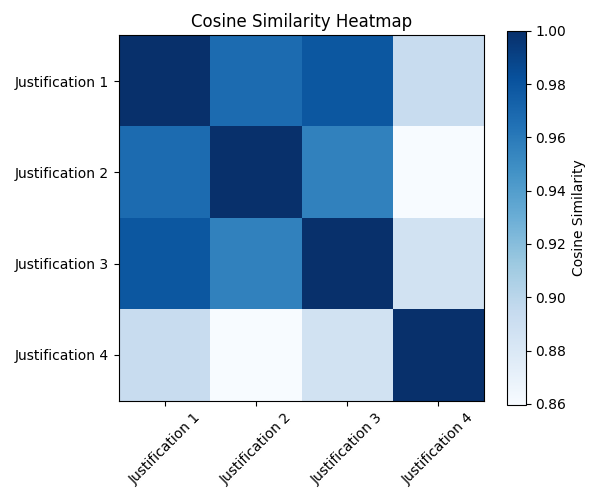 Cosine Similarity Heatmap
Justification 1
Justification 2
Justification 3
Justification 4
Justification 1
Justification 2
Justification 3
Justification 4
1.00
0.98
0.96
0.94
0.92
0.90
0.88
0.86
Cosine Similarity